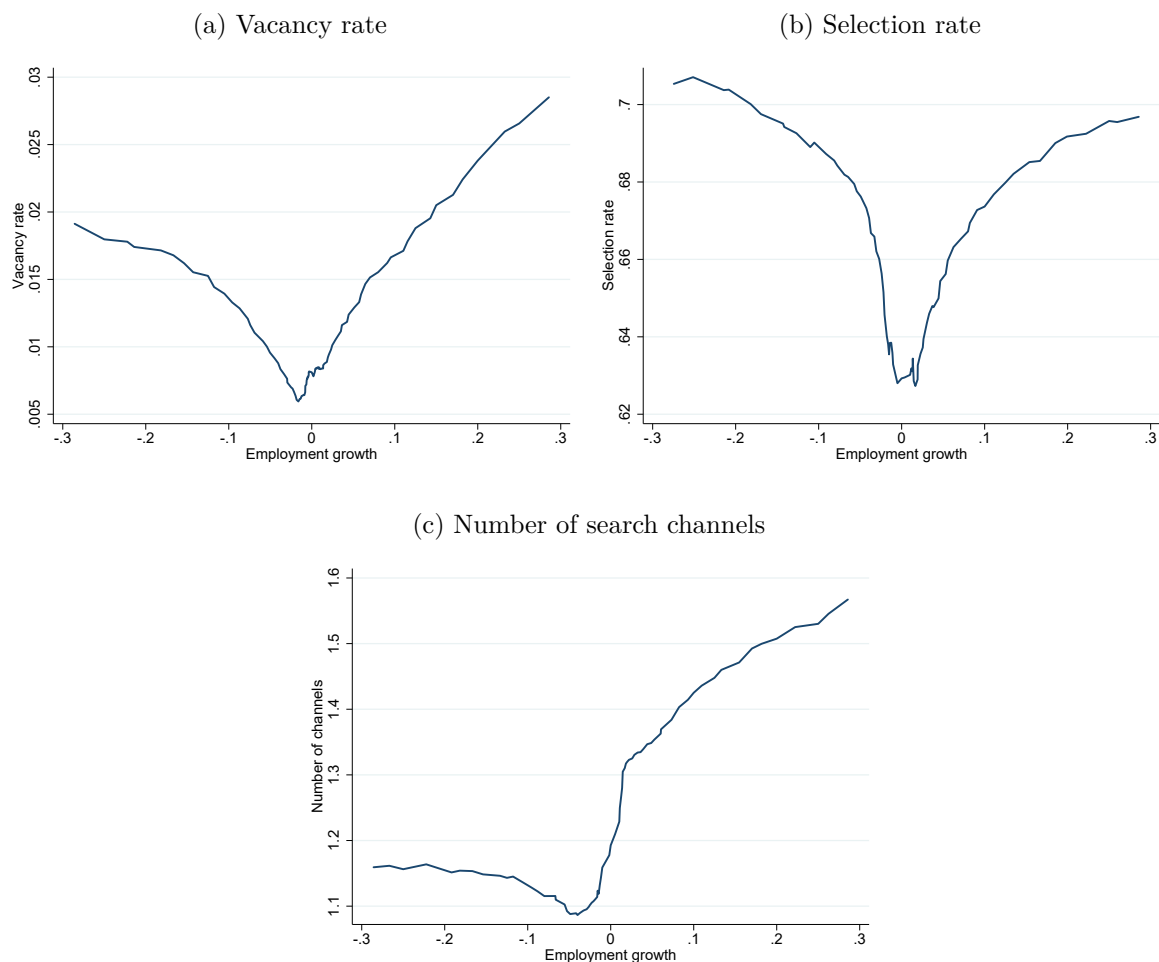 (a) Vacancy rate
.03
.025
.02
.015
.01
.005
Vacancy rate
-.3 -.2 -.1 0 .1 .2 .3
Employment growth
(b) Selection rate
.7
.68
.66
.64
.62
Selection rate
-.3 -.2 -.1 0 .1 .2 .3
Employment growth
(c) Number of search channels
1.6
1.5
1.4
1.3
1.2
1.1
Number of channels
-.3 -.2 -.1 0 .1 .2 .3
Employment growth